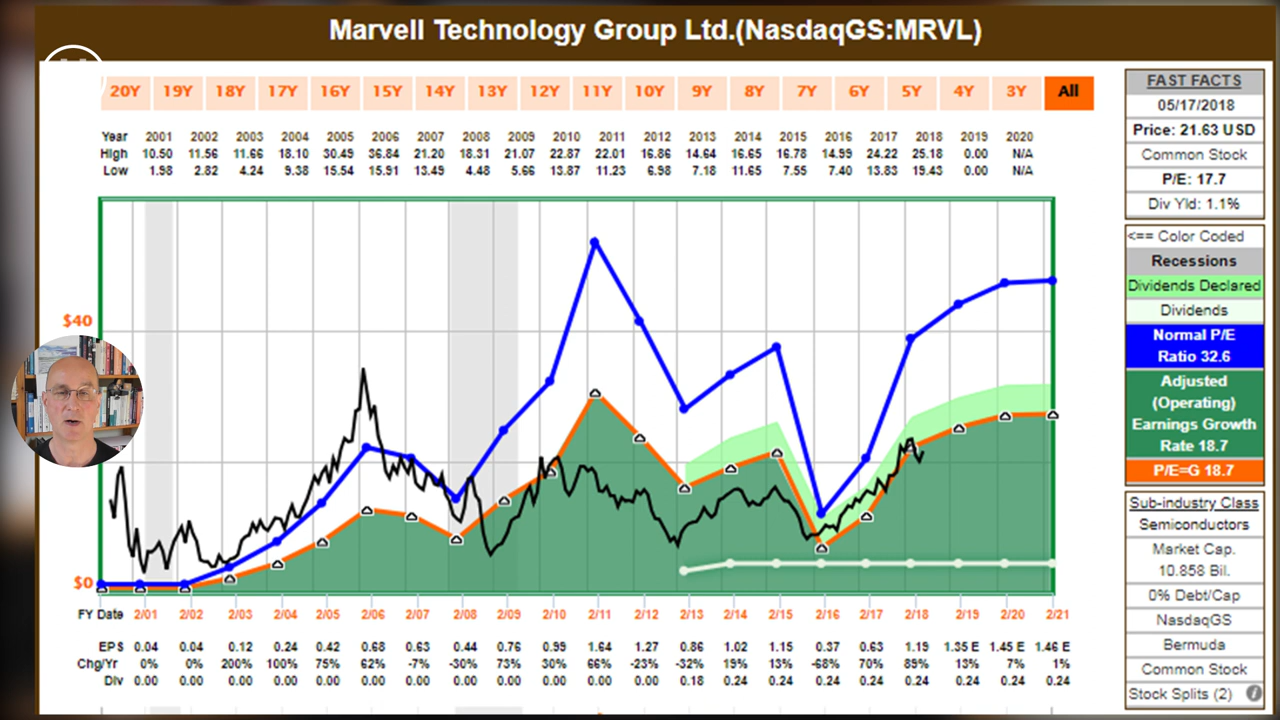 Marvell Technology Group Ltd.(NasdaqGS:MRVL)
20Y 19Y 18Y 17Y 16Y 15Y 14Y 13Y 12Y 11Y 10Y 9Y 8Y 7Y 6Y 5Y 4Y 3Y All
Year 2001 2002 2003 2004 2005 2006 2007 2008 2009 2010 2011 2012 2013 2014 2015 2016 2017 2018 2019 2020
High 10.50 11.56 11.66 18.10 30.49 36.84 21.20 18.31 21.07 22.87 22.01 16.86 14.64 16.65 16.78 14.99 24.22 25.18 0.00 N/A
Low 1.98 2.82 4.24 9.38 15.54 15.91 13.49 4.48 5.66 13.87 11.23 6.98 7.18 11.65 7.55 7.40 13.83 19.43 0.00 N/A
$40
$0
FY Date 2/01 2/02 2/03 2/04 2/05 2/06 2/07 2/08 2/09 2/10 2/11 2/12 2/13 2/14 2/15 2/16 2/17 2/18 2/19 2/20 2/21
EPS 0.04 0.04 0.12 0.24 0.42 0.68 0.63 0.44 0.76 0.99 1.64 1.27 0.86 1.02 1.15 0.37 0.63 1.19 1.35 E 1.45 E 1.46 E
Chg/Yr 0% 0% 200% 100% 75% 62% -7% -30% 73% 30% 66% -23% -32% 19% 13% -68% 70% 89% 13% 7% 1%
Div 0.00 0.00 0.00 0.00 0.00 0.00 0.00 0.00 0.00 0.00 0.00 0.00 0.18 0.24 0.24 0.24 0.24 0.24 0.24 0.24 0.24
FAST FACTS
05/17/2018
Price: 21.63 USD
Common Stock
P/E: 17.7
Div Yld: 1.1%
<== Color Coded
Recessions
Dividends Declared
Dividends
Normal P/E
Ratio 32.6
Adjusted
(Operating)
Earnings Growth
Rate 18.7
P/E=G 18.7
Sub-industry Class
Semiconductors
Market Cap.
10.858 Bil.
0% Debt/Cap
NasdaqGS
Bermuda
Common Stock
Stock Splits (2) i